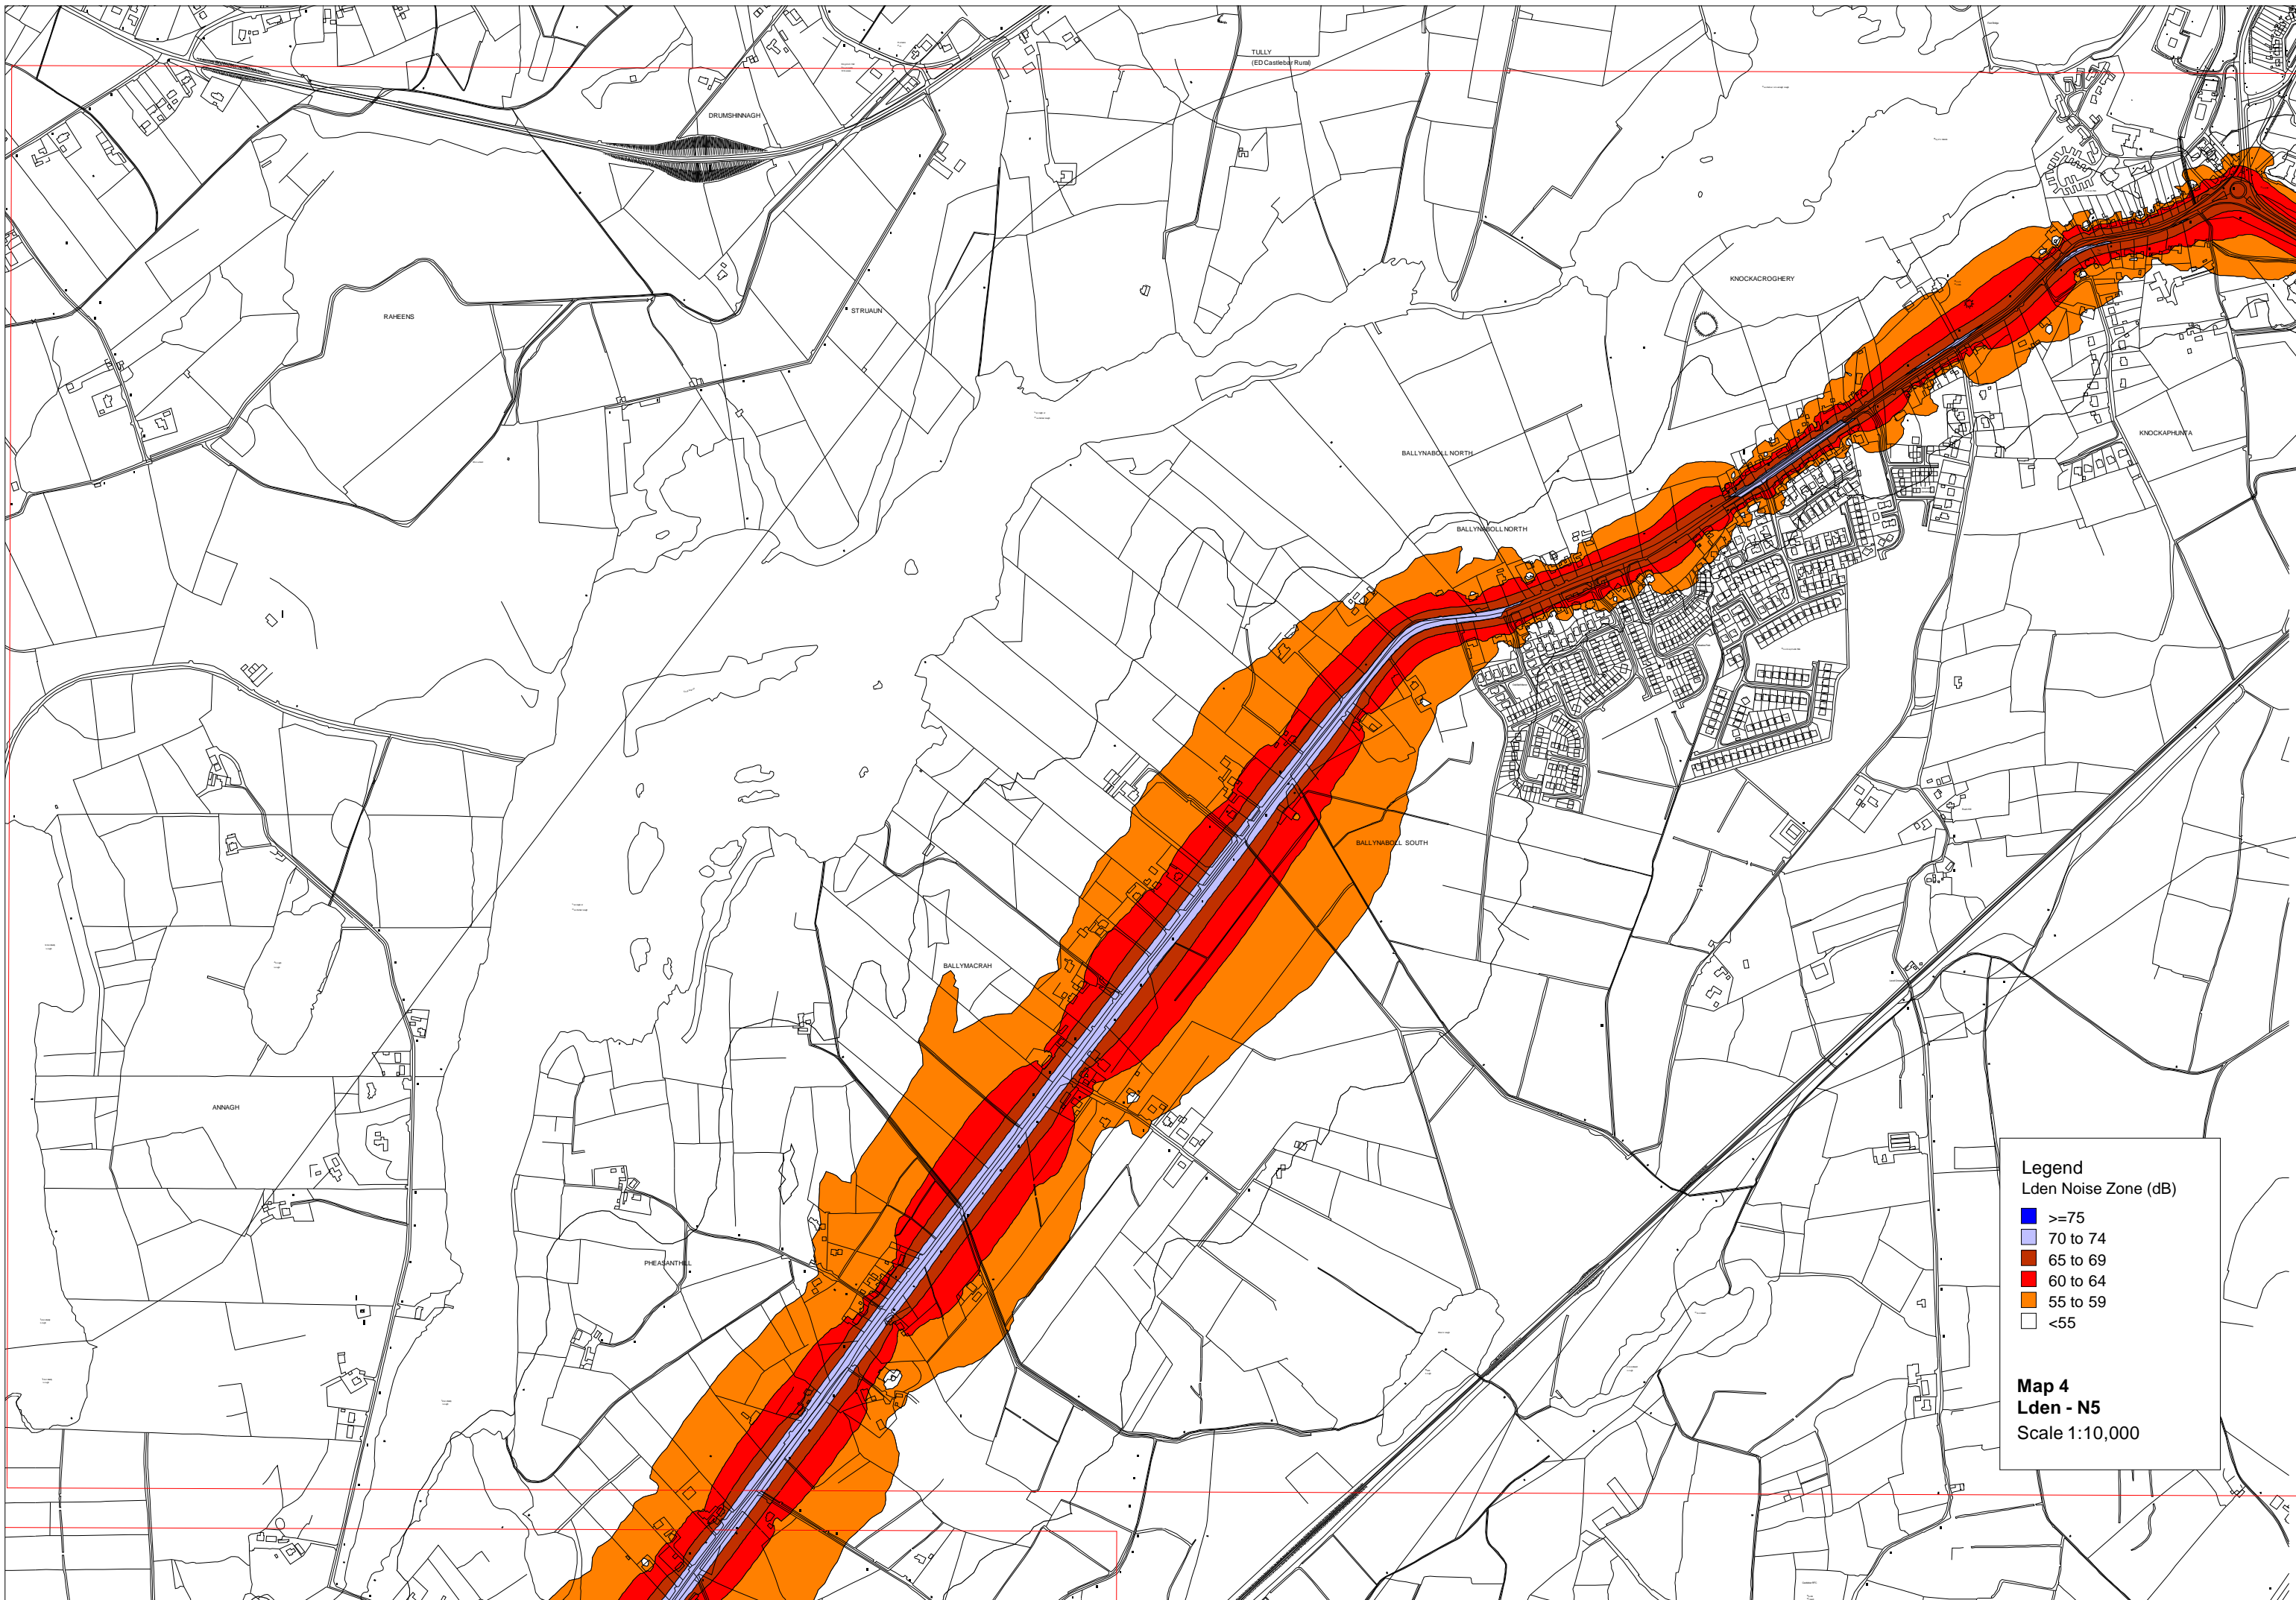 TULLY
(ED Castlebar Rural)
DRUMSHINNAGH
KNOCKACROGHERY
STRUAUN
RAHEENS
KNOCKAPHUNTA
BALLYNABOLL NORTH
BALLYNABOLL NORTH
BALLYNABOLL SOUTH
BALLYMACRAH
ANNAGH
PHEASANTHILL
Legend
Lden Noise Zone (dB)
>=75
70 to 74
65 to 69
60 to 64
55 to 59
<55
Map 4
Lden - N5
Scale 1:10,000